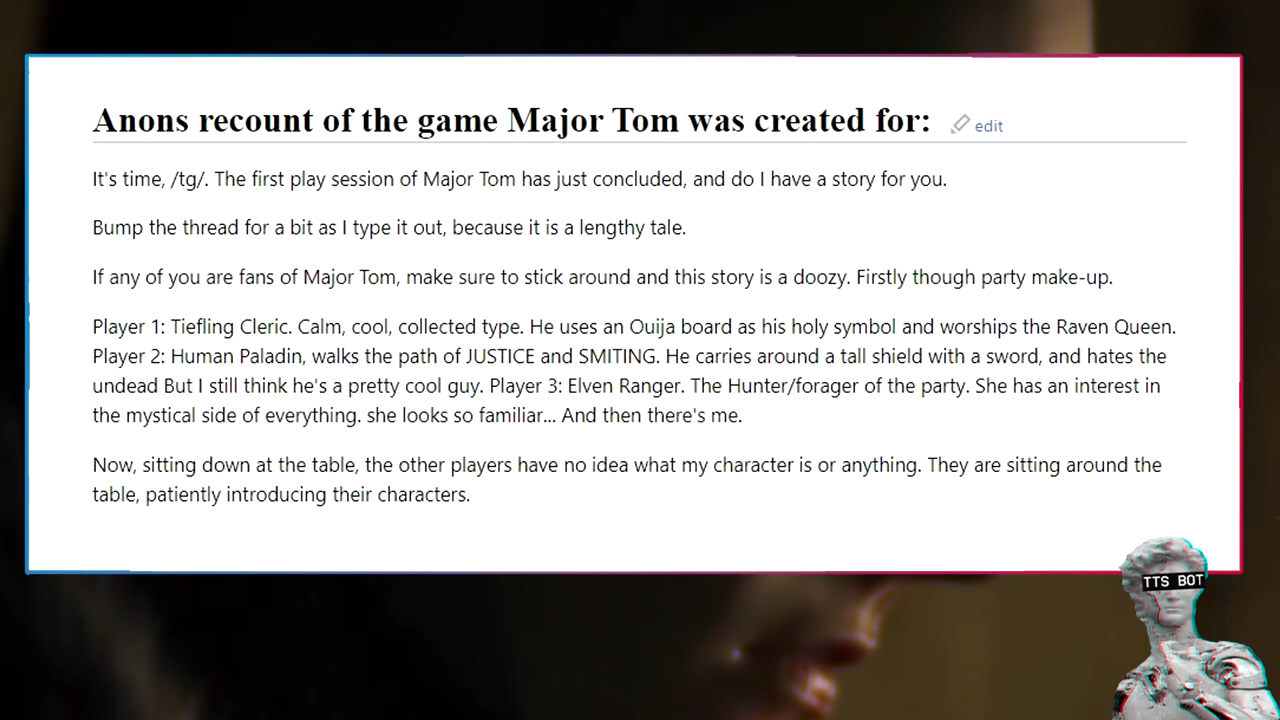 Anons recount of the game Major Tom was created for: edit
It's time, /tg/. The first play session of Major Tom has just concluded, and do I have a story for you.
Bump the thread for a bit as I type it out, because it is a lengthy tale.
If any of you are fans of Major Tom, make sure to stick around and this story is a doozy. Firstly though party make-up.
Player 1: Tiefling Cleric. Calm, cool, collected type. He uses an Ouija board as his holy symbol and worships the Raven Queen.
Player 2: Human Paladin, walks the path of JUSTICE and SMITING. He carries around a tall shield with a sword, and hates the
undead But I still think he's a pretty cool guy. Player 3: Elven Ranger. The Hunter/forager of the party. She has an interest in
the mystical side of everything. she looks so familiar... And then there's me.
Now, sitting down at the table, the other players have no idea what my character is or anything. They are sitting around the
table, patiently introducing their characters.
TTS BOT